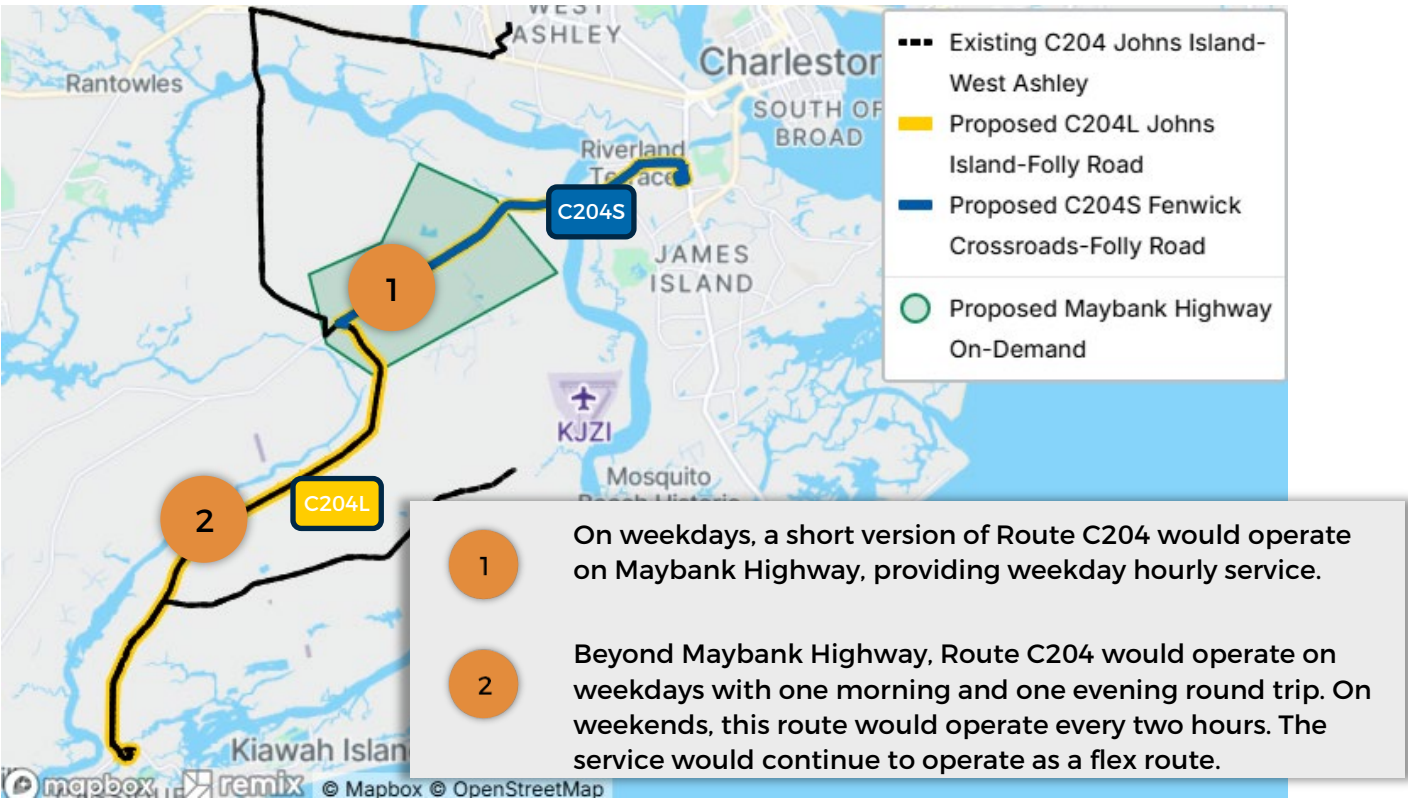 WEST
ASHLEY
Rantowles
Charleston
SOUTH OF
BROAD
Riverland
Terrace
C204S
JAMES
ISLAND
1
KJZI
Mosquito
2
C204L
Kiawah Islan
mapbox remix © Mapbox © OpenStreetMap
Existing C204 Johns Island-
West Ashley
Proposed C204L Johns
Island-Folly Road
Proposed C204S Fenwick
Crossroads-Folly Road
Proposed Maybank Highway
On-Demand
1
On weekdays, a short version of Route C204 would operate
on Maybank Highway, providing weekday hourly service.
2
Beyond Maybank Highway, Route C204 would operate on
weekdays with one morning and one evening round trip. On
weekends, this route would operate every two hours. The
service would continue to operate as a flex route.